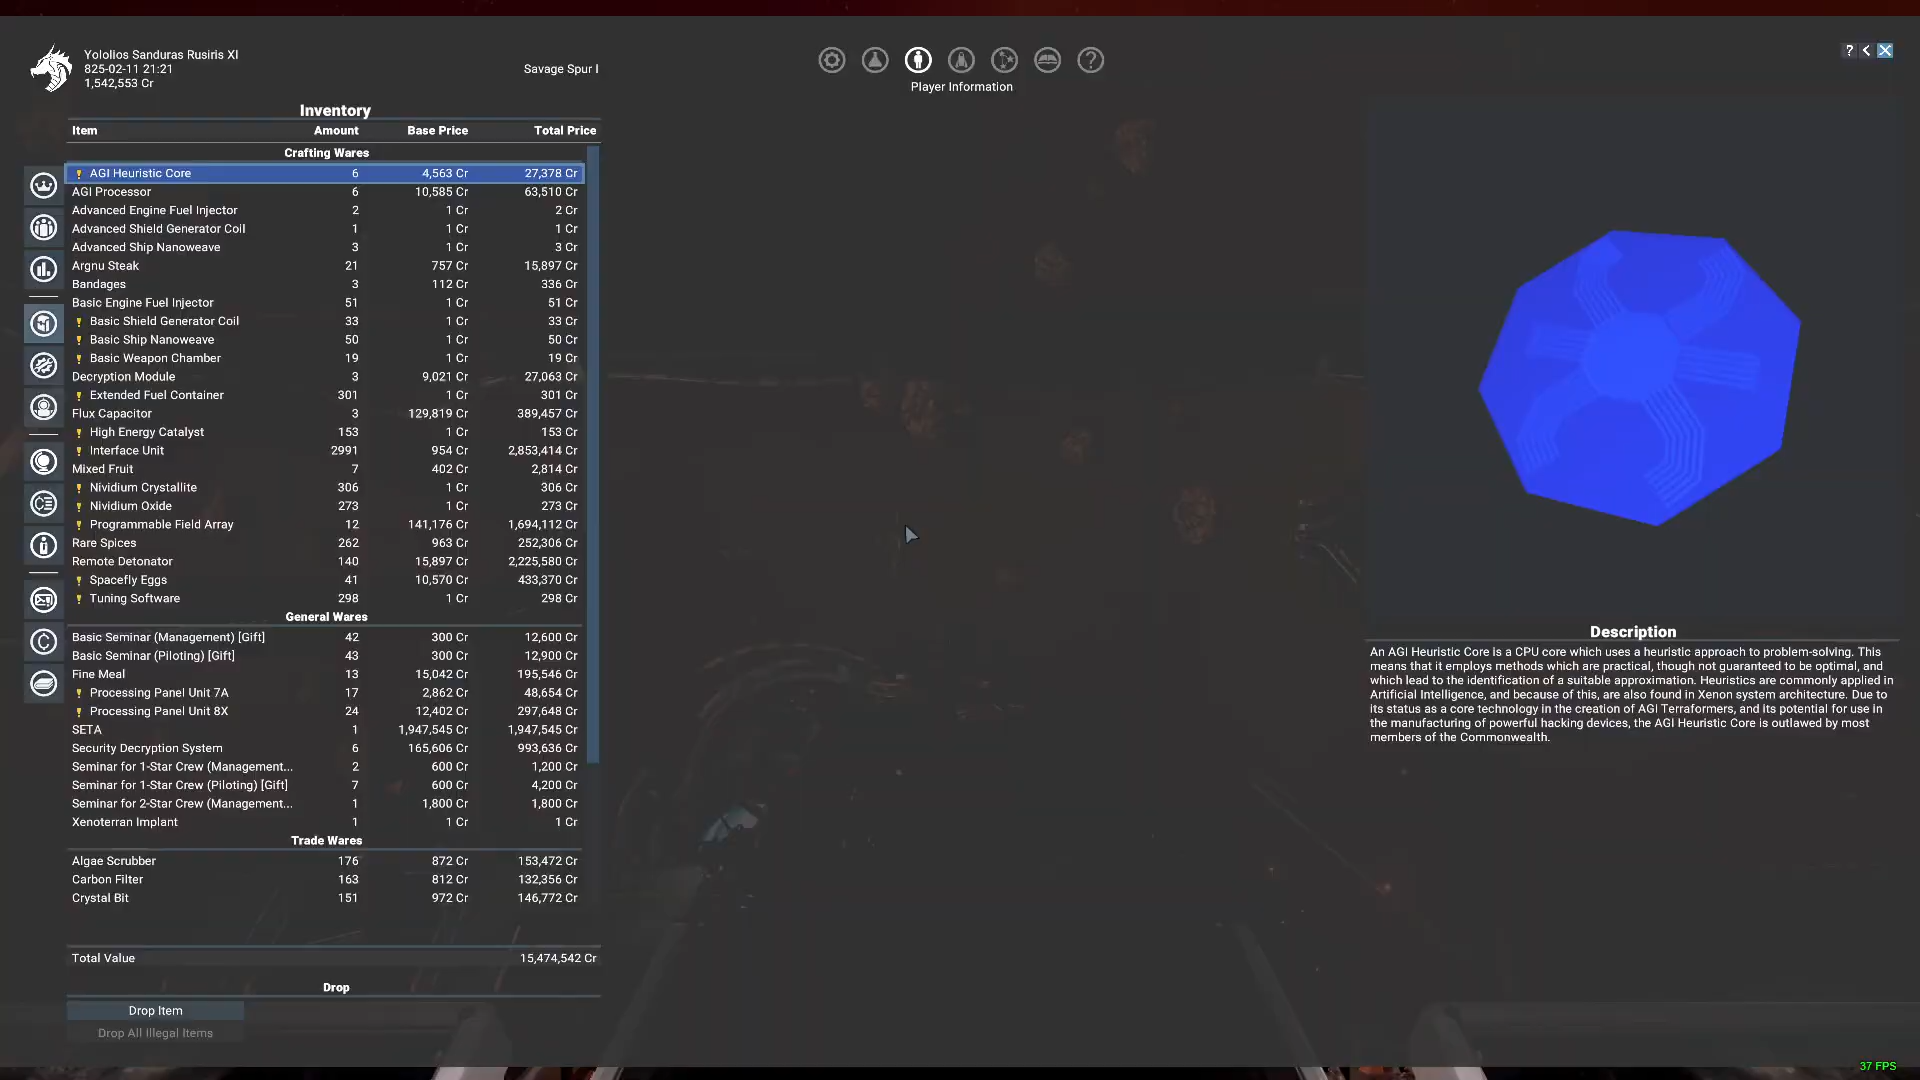 Yololios Sanduras Rusiris XI
825-02-11 21:21
1,542,553 Cr
Savage Spur I
Player Information
?
Inventory
Item Amount Base Price Total Price
Crafting Wares
AGI Heuristic Core 6 4,563 Cr 27,378 Cr
AGI Processor 6 10,585 Cr 63,510 Cr
Advanced Engine Fuel Injector 2 1 Cr 2 Cr
Advanced Shield Generator Coil 1 1 Cr 1 Cr
Advanced Ship Nanoweave 3 1 Cr 3 Cr
Argnu Steak 21 757 Cr 15,897 Cr
Bandages 3 112 Cr 336 Cr
Basic Engine Fuel Injector 51 1 Cr 51 Cr
Basic Shield Generator Coil 33 1 Cr 33 Cr
Basic Ship Nanoweave 50 1 Cr 50 Cr
Basic Weapon Chamber 19 1 Cr 19 Cr
Decryption Module 3 9,021 Cr 27,063 Cr
Extended Fuel Container 301 1 Cr 301 Cr
Flux Capacitor 3 129,819 Cr 389,457 Cr
High Energy Catalyst 153 1 Cr 153 Cr
Interface Unit 2991 954 Cr 2,853,414 Cr
Mixed Fruit 7 402 Cr 2,814 Cr
Nividium Crystallite 306 1 Cr 306 Cr
Nividium Oxide 273 1 Cr 273 Cr
Programmable Field Array 12 141,176 Cr 1,694,112 Cr
Rare Spices 262 963 Cr 252,306 Cr
Remote Detonator 140 15,897 Cr 2,225,580 Cr
Spacefly Eggs 41 10,570 Cr 433,370 Cr
Tuning Software 298 1 Cr 298 Cr
General Wares
Basic Seminar (Management) [Gift] 42 300 Cr 12,600 Cr
Basic Seminar (Piloting) [Gift] 43 300 Cr 12,900 Cr
Fine Meal 13 15,042 Cr 195,546 Cr
Processing Panel Unit 7A 17 2,862 Cr 48,654 Cr
Processing Panel Unit 8X 24 12,402 Cr 297,648 Cr
SETA 1 1,947,545 Cr 1,947,545 Cr
Security Decryption System 6 165,606 Cr 993,636 Cr
Seminar for 1-Star Crew (Management... 2 600 Cr 1,200 Cr
Seminar for 1-Star Crew (Piloting) [Gift] 7 600 Cr 4,200 Cr
Seminar for 2-Star Crew (Management... 1 1,800 Cr 1,800 Cr
Xenoterran Implant 1 1 Cr 1 Cr
Trade Wares
Algae Scrubber 176 872 Cr 153,472 Cr
Carbon Filter 163 812 Cr 132,356 Cr
Crystal Bit 151 972 Cr 146,772 Cr
Total Value 15,474,542 Cr
Drop
Drop Item
Drop All Illegal Items
Description
An AGI Heuristic Core is a CPU core which uses a heuristic approach to problem-solving. This
means that it employs methods which are practical, though not guaranteed to be optimal, and
which lead to the identification of a suitable approximation. Heuristics are commonly applied in
Artificial Intelligence, and because of this, are also found in Xenon system architecture. Due to
its status as a core technology in the creation of AGI Terraformers, and its potential for use in
the manufacturing of powerful hacking devices, the AGI Heuristic Core is outlawed by most
members of the Commonwealth.
37 FPS